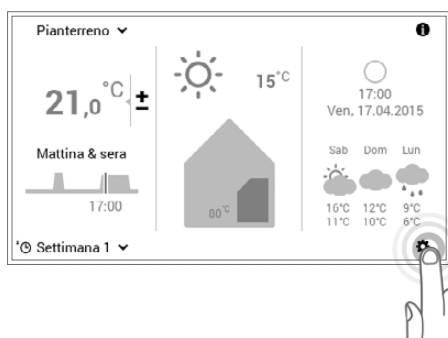 Pianterreno
21,0 °C ±
Mattina & sera
17:00
Settimana 1
15°C
80°C
17:00
Ven, 17.04.2015
Sab Dom Lun
16°C 12°C 9°C
11°C 10°C 6°C